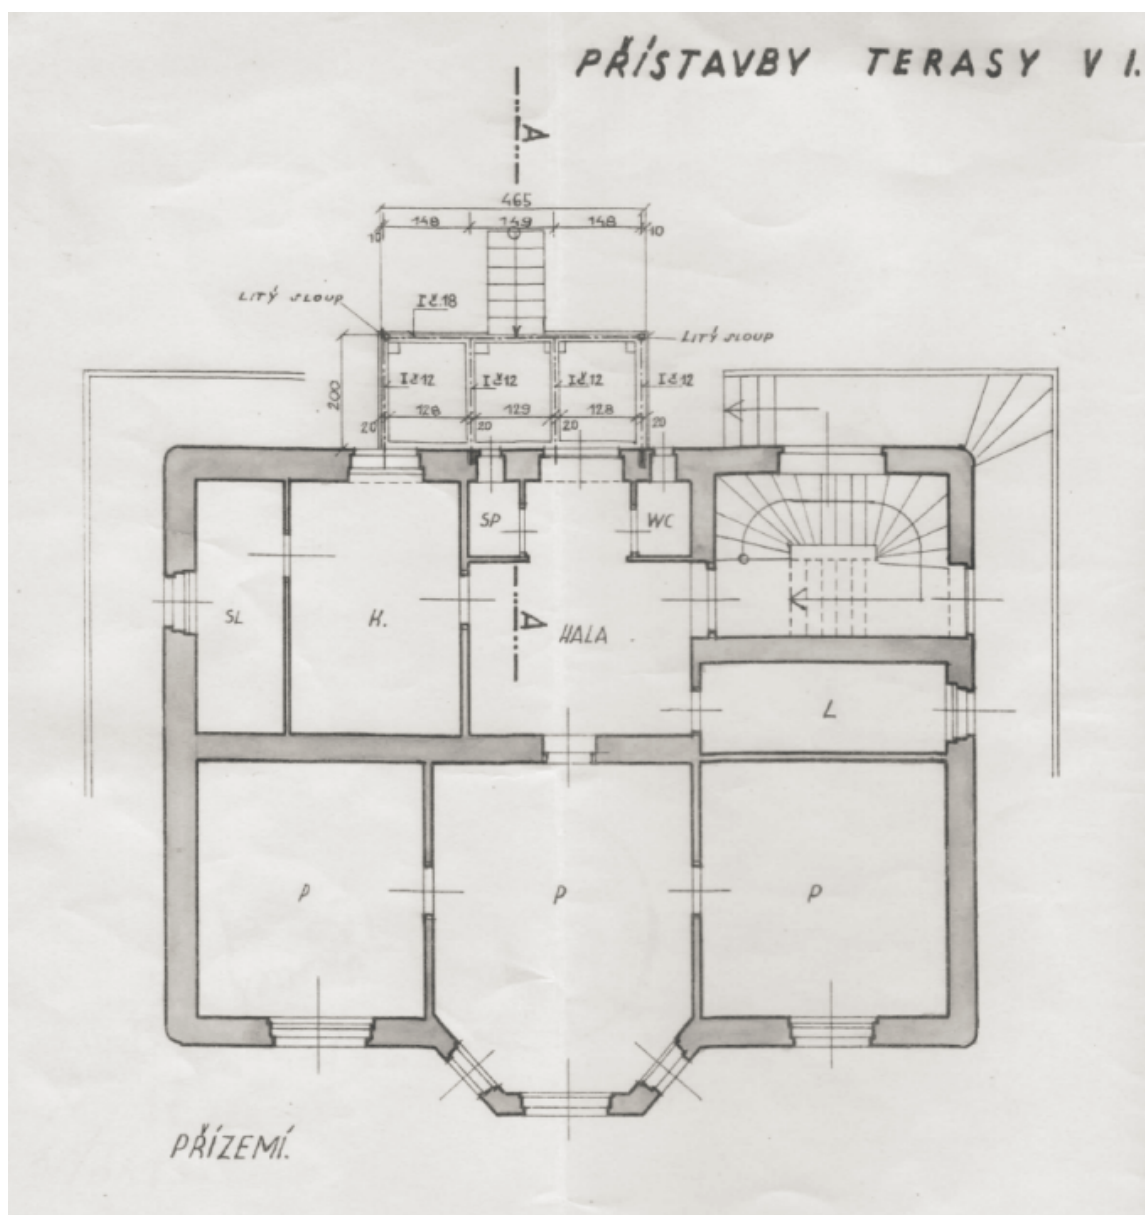 PŘÍSTAVBY TERASY V I.
A
465
148 149 148
10 10
LITÝ SLOUP
I č.18
LITÝ SLOUP
200
I č.12 I č.12 I č.12 I č.12
128 129 128
20 20 20 20
SP WC
SL K. A HALA
L
P P P
PŘÍZEMÍ.